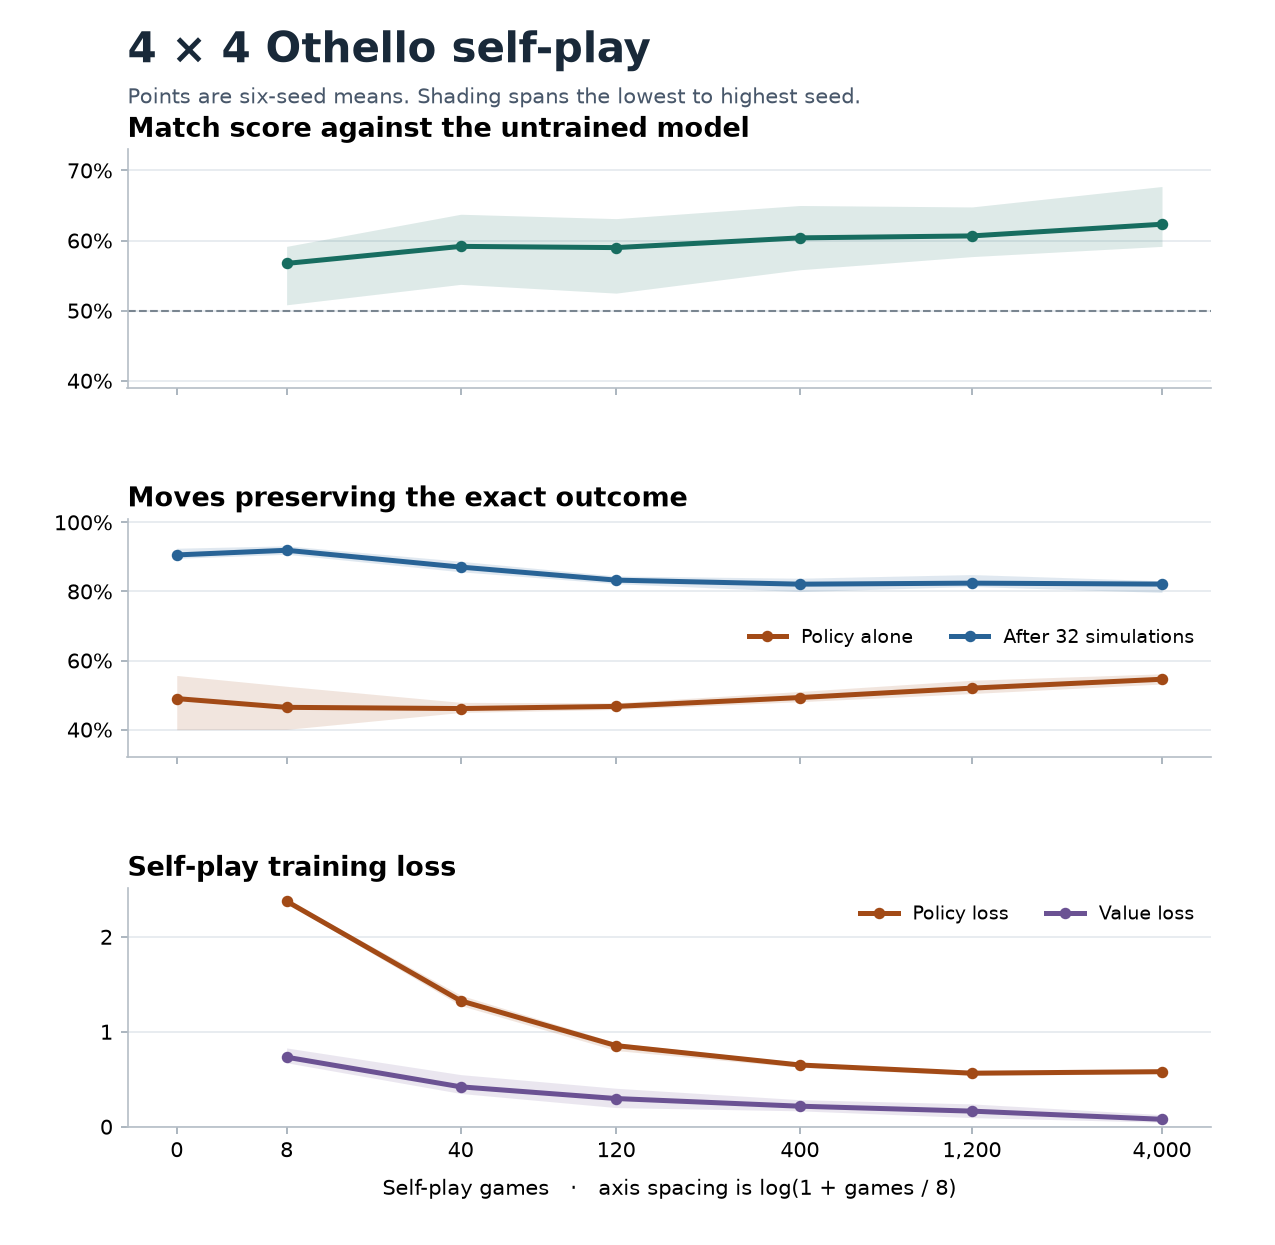 4 × 4 Othello self-play
Points are six-seed means. Shading spans the lowest to highest seed.
Match score against the untrained model
70%
60%
50%
40%
Moves preserving the exact outcome
100%
80%
60%
40%
Policy alone
After 32 simulations
Self-play training loss
2
1
0
Policy loss
Value loss
0 8 40 120 400 1,200 4,000
Self-play games · axis spacing is log(1 + games / 8)